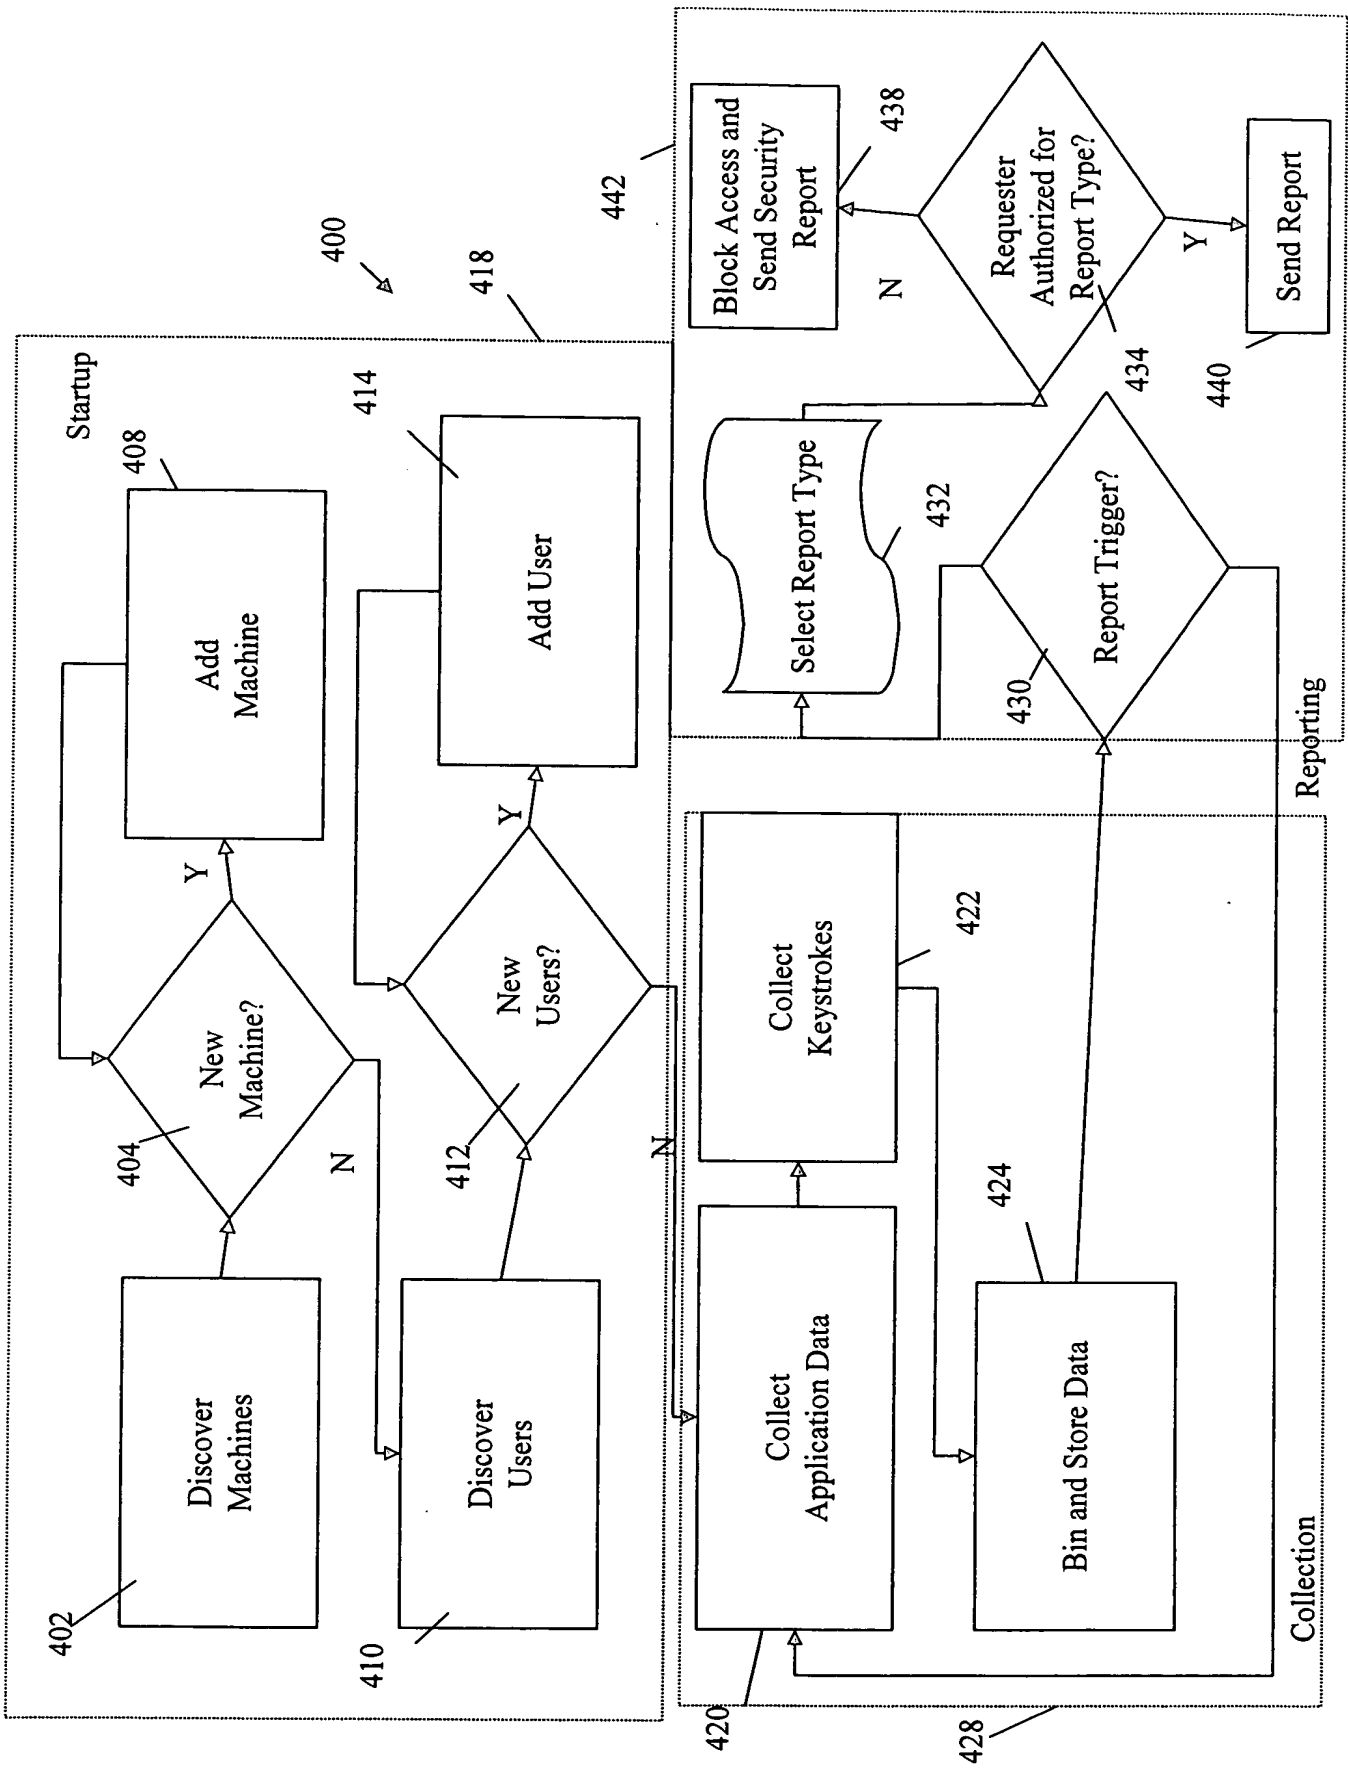 400
418
Startup
402
Discover
Machines
404
New
Machine?
Y
N
408
Add
Machine
410
Discover
Users
412
New
Users?
Y
N
414
Add User
420
Collect
Application Data
422
Collect
Keystrokes
424
Bin and Store Data
428
Collection
430
Report Trigger?
432
Select Report Type
434
Requester
Authorized for
Report Type?
N
Y
438
Block Access and
Send Security
Report
440
Send Report
442
Reporting